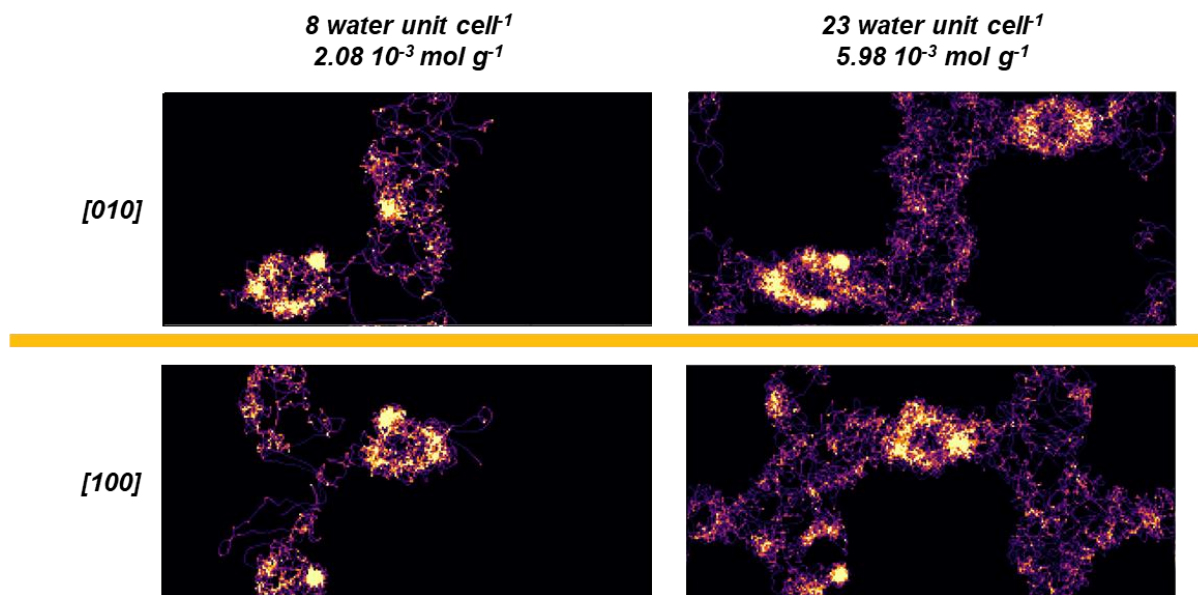 8 water unit cell⁻¹
2.08 10⁻³ mol g⁻¹
23 water unit cell⁻¹
5.98 10⁻³ mol g⁻¹
[010]
[100]